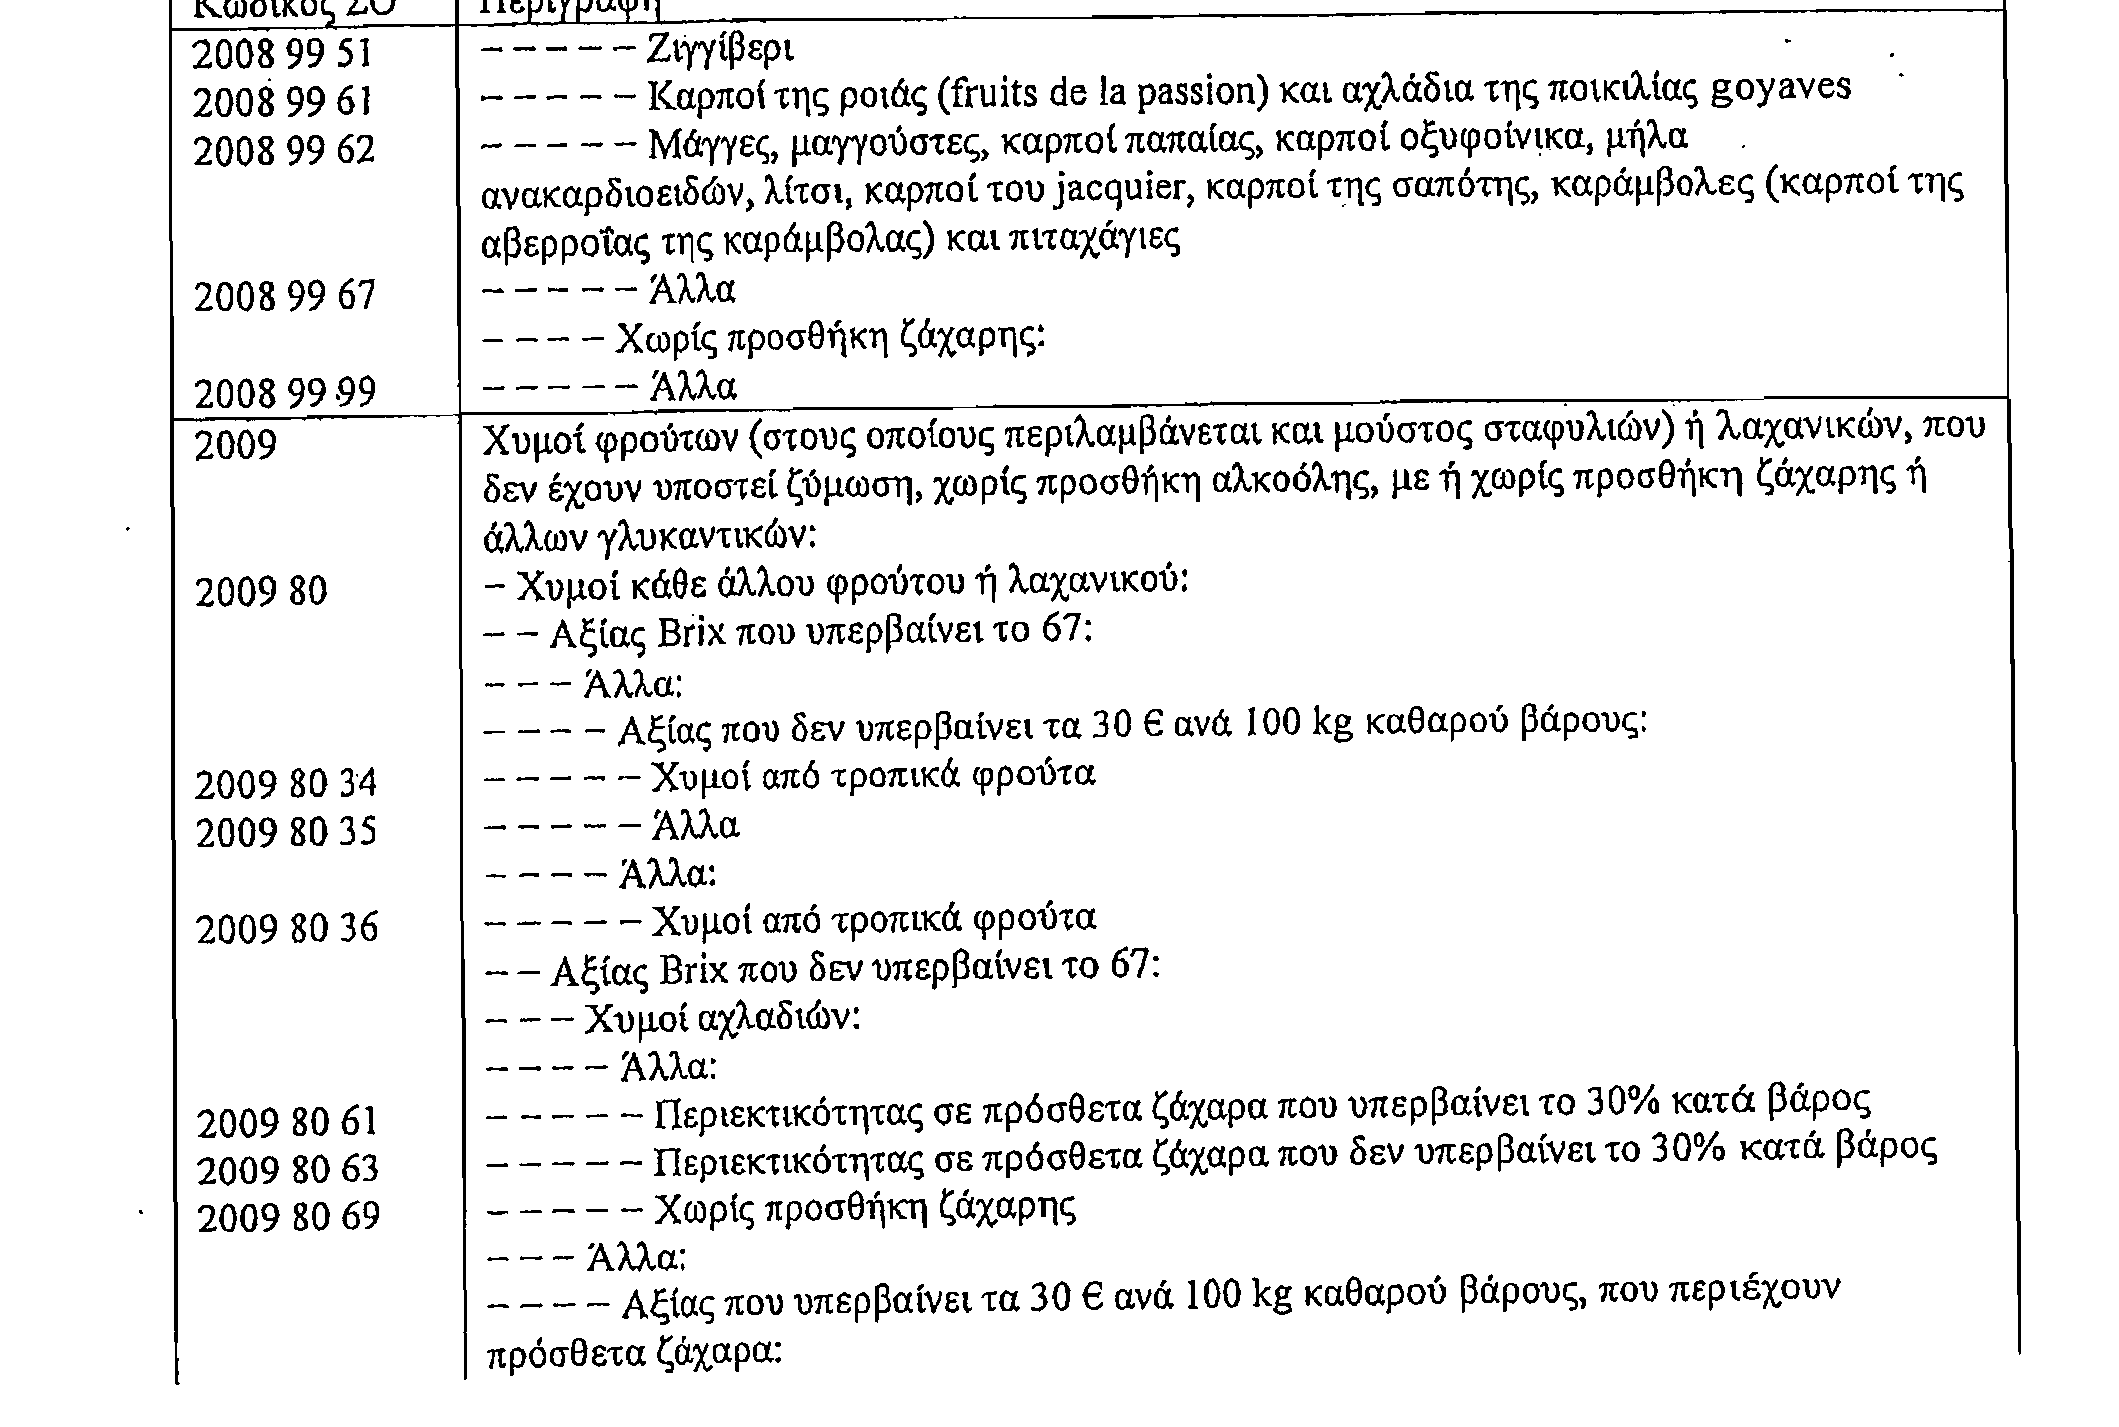 Κωδικός ΣΟ Περιγραφή
2008 99 51 – – – – – Ζιγγίβερι
2008 99 61 – – – – – Καρποί της ροιάς (fruits de la passion) και αχλάδια της ποικιλίας goyaves
2008 99 62 – – – – – Μάγγες, μαγγούστες, καρποί παπαίας, καρποί οξυφοίνικα, μήλα
ανακαρδιοειδών, λίτσι, καρποί του jacquier, καρποί της σαπότης, καράμβολες (καρποί της
αβερροΐας της καράμβολας) και πιταχάγιες
2008 99 67 – – – – – Άλλα
– – – – Χωρίς προσθήκη ζάχαρης:
2008 99 99 – – – – – Άλλα
2009 Χυμοί φρούτων (στους οποίους περιλαμβάνεται και μούστος σταφυλιών) ή λαχανικών, που
δεν έχουν υποστεί ζύμωση, χωρίς προσθήκη αλκοόλης, με ή χωρίς προσθήκη ζάχαρης ή
άλλων γλυκαντικών:
2009 80 – Χυμοί κάθε άλλου φρούτου ή λαχανικού:
– – Αξίας Brix που υπερβαίνει το 67:
– – – Άλλα:
– – – – Αξίας που δεν υπερβαίνει τα 30 € ανά 100 kg καθαρού βάρους:
2009 80 34 – – – – – Χυμοί από τροπικά φρούτα
2009 80 35 – – – – – Άλλα
– – – – Άλλα:
2009 80 36 – – – – – Χυμοί από τροπικά φρούτα
– – Αξίας Brix που δεν υπερβαίνει το 67:
– – – Χυμοί αχλαδιών:
– – – – Άλλα:
2009 80 61 – – – – – Περιεκτικότητας σε πρόσθετα ζάχαρα που υπερβαίνει το 30% κατά βάρος
2009 80 63 – – – – – Περιεκτικότητας σε πρόσθετα ζάχαρα που δεν υπερβαίνει το 30% κατά βάρος
2009 80 69 – – – – – Χωρίς προσθήκη ζάχαρης
– – – Άλλα:
– – – – Αξίας που υπερβαίνει τα 30 € ανά 100 kg καθαρού βάρους, που περιέχουν
πρόσθετα ζάχαρα: